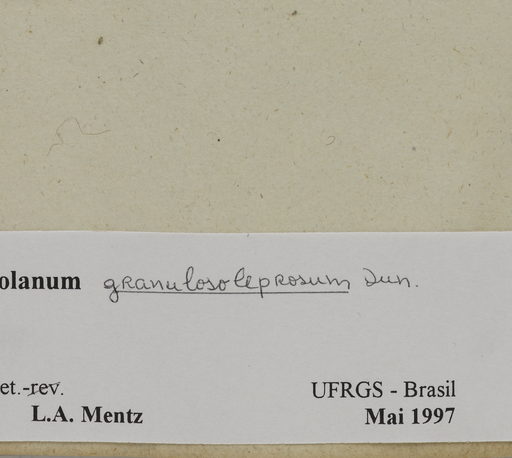 olanum granulosoleprosum Dun.
et.-rev. UFRGS - Brasil
L.A. Mentz Mai 1997